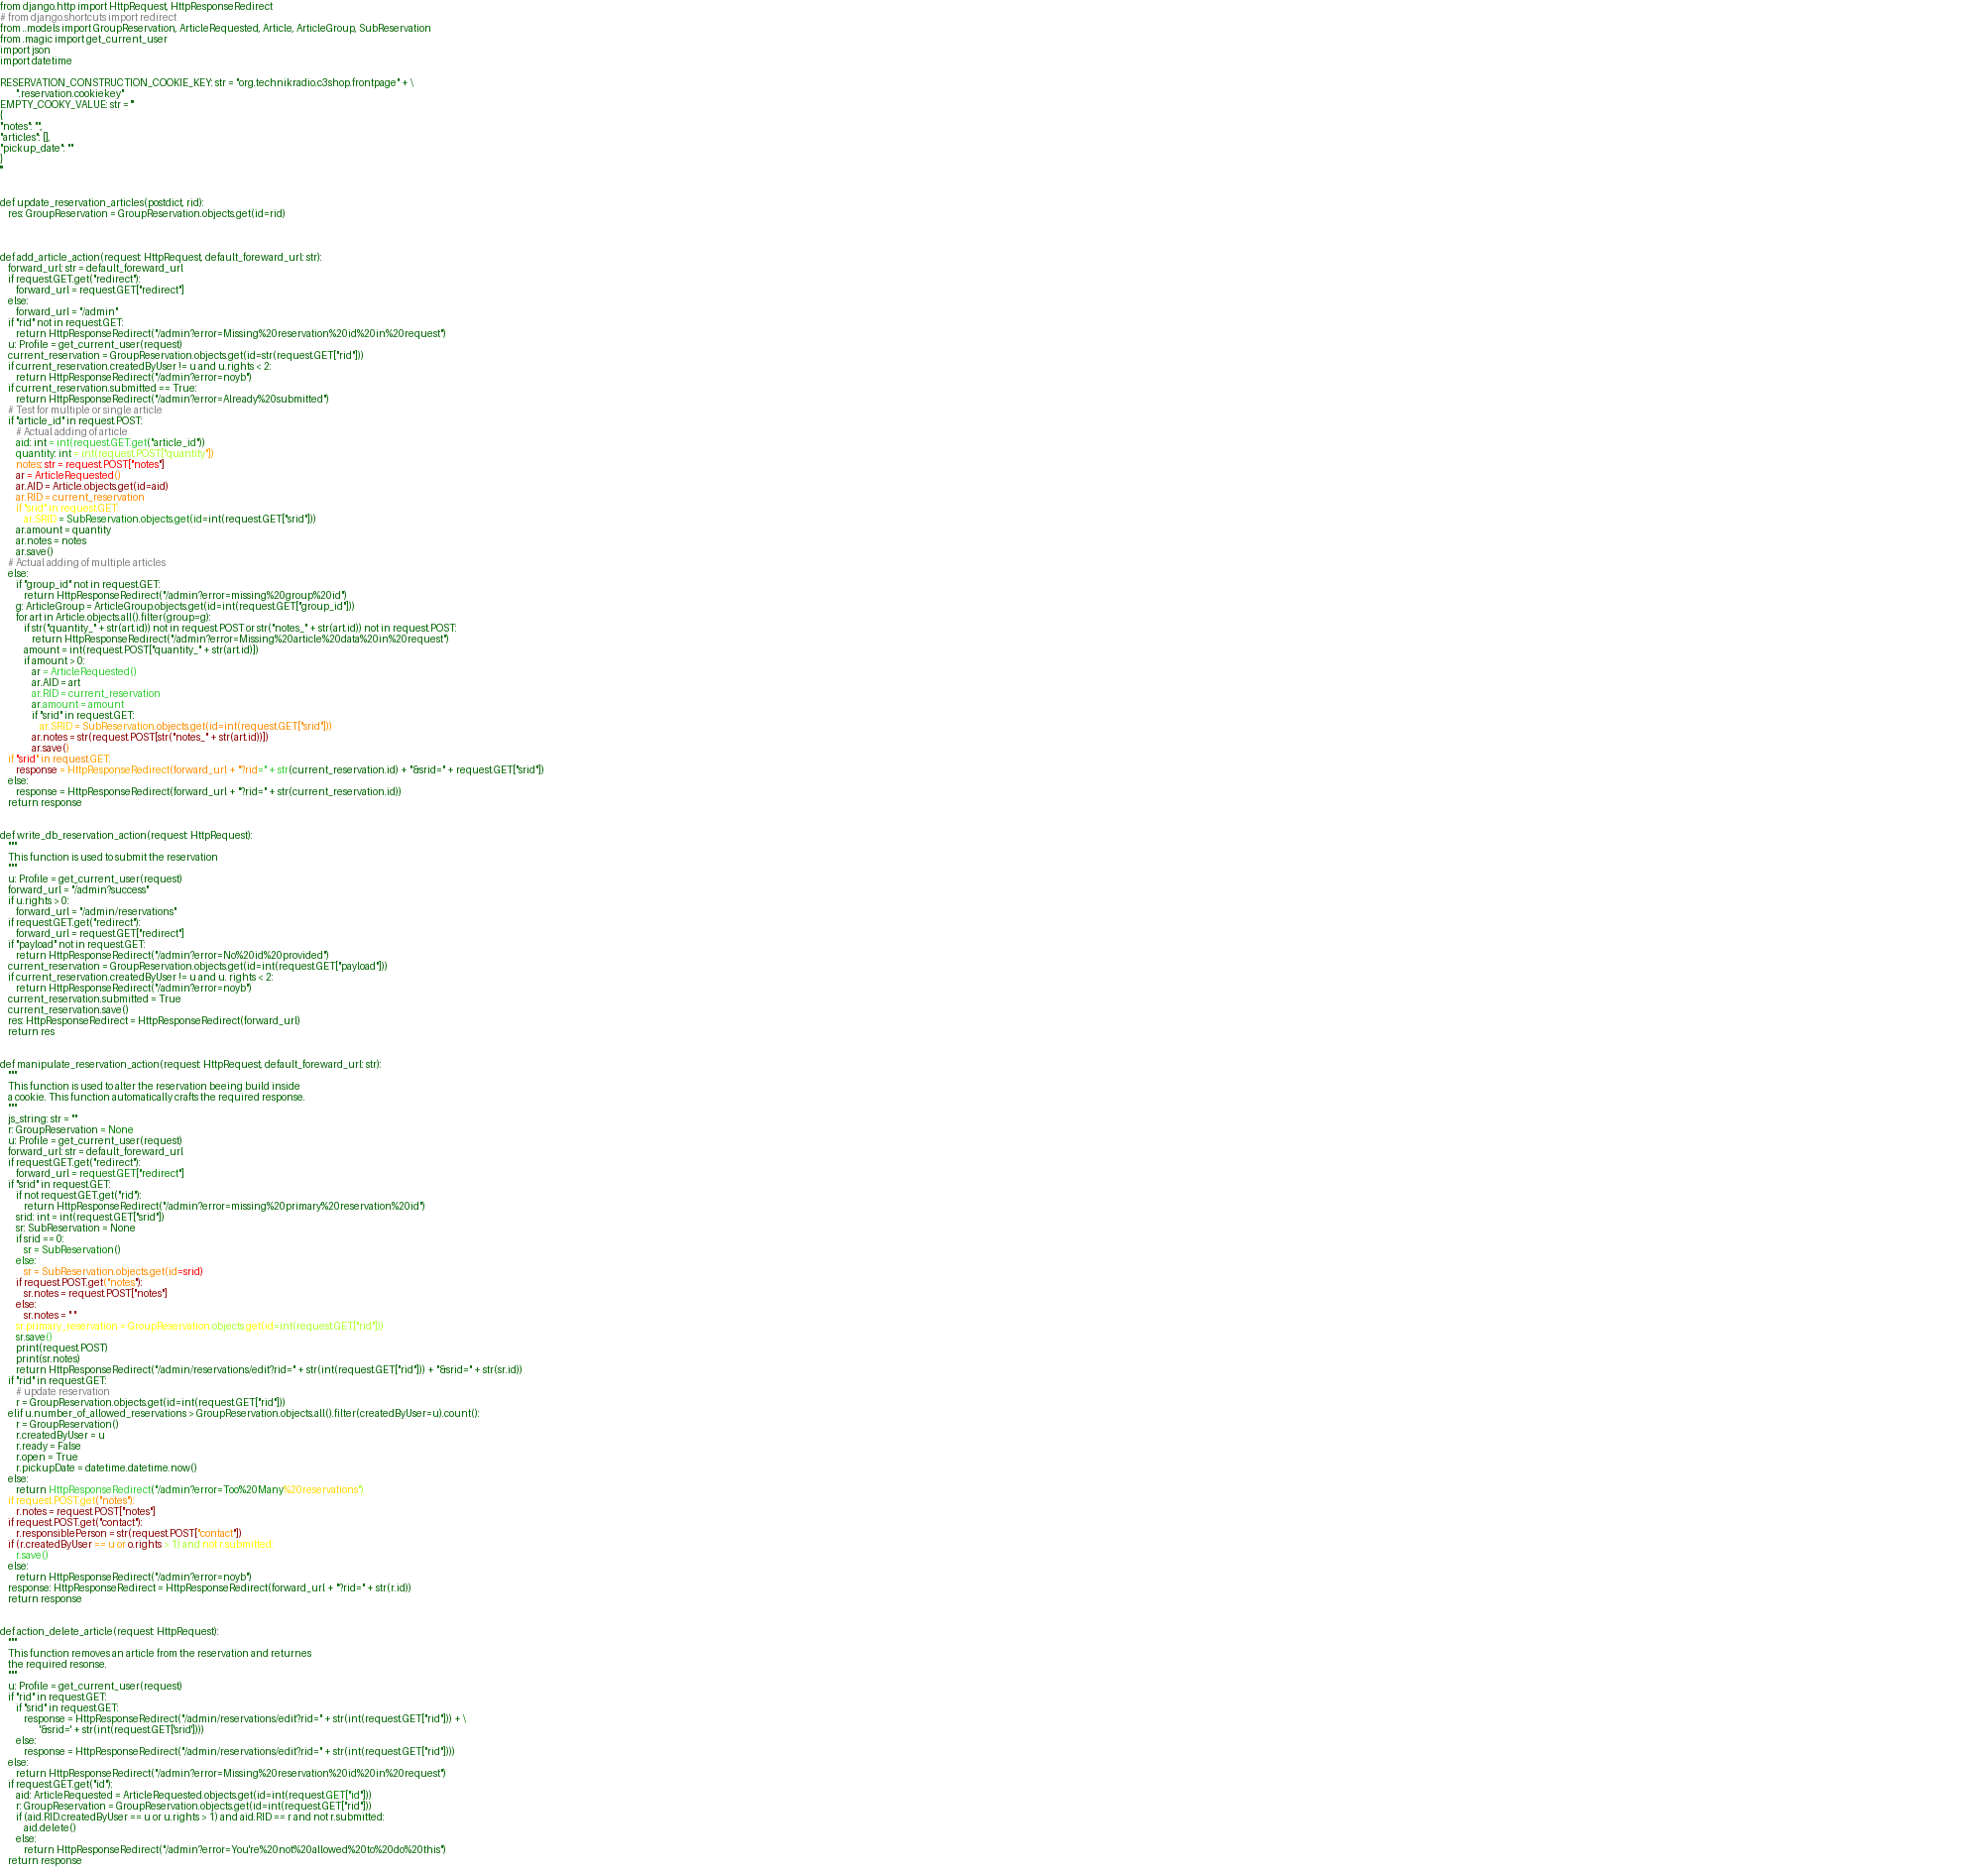 from django.http import HttpRequest, HttpResponseRedirect
# from django.shortcuts import redirect
from ..models import GroupReservation, ArticleRequested, Article, ArticleGroup, SubReservation
from .magic import get_current_user
import json
import datetime
RESERVATION_CONSTRUCTION_COOKIE_KEY: str = "org.technikradio.c3shop.frontpage" + \
".reservation.cookiekey"
EMPTY_COOKY_VALUE: str = '''
{
"notes": "",
"articles": [],
"pickup_date": ""
}
'''
def update_reservation_articles(postdict, rid):
res: GroupReservation = GroupReservation.objects.get(id=rid)
def add_article_action(request: HttpRequest, default_foreward_url: str):
forward_url: str = default_foreward_url
if request.GET.get("redirect"):
forward_url = request.GET["redirect"]
else:
forward_url = "/admin"
if "rid" not in request.GET:
return HttpResponseRedirect("/admin?error=Missing%20reservation%20id%20in%20request")
u: Profile = get_current_user(request)
current_reservation = GroupReservation.objects.get(id=str(request.GET["rid"]))
if current_reservation.createdByUser != u and u.rights < 2:
return HttpResponseRedirect("/admin?error=noyb")
if current_reservation.submitted == True:
return HttpResponseRedirect("/admin?error=Already%20submitted")
# Test for multiple or single article
if "article_id" in request.POST:
# Actual adding of article
aid: int = int(request.GET.get("article_id"))
quantity: int = int(request.POST["quantity"])
notes: str = request.POST["notes"]
ar = ArticleRequested()
ar.AID = Article.objects.get(id=aid)
ar.RID = current_reservation
if "srid" in request.GET:
ar.SRID = SubReservation.objects.get(id=int(request.GET["srid"]))
ar.amount = quantity
ar.notes = notes
ar.save()
# Actual adding of multiple articles
else:
if "group_id" not in request.GET:
return HttpResponseRedirect("/admin?error=missing%20group%20id")
g: ArticleGroup = ArticleGroup.objects.get(id=int(request.GET["group_id"]))
for art in Article.objects.all().filter(group=g):
if str("quantity_" + str(art.id)) not in request.POST or str("notes_" + str(art.id)) not in request.POST:
return HttpResponseRedirect("/admin?error=Missing%20article%20data%20in%20request")
amount = int(request.POST["quantity_" + str(art.id)])
if amount > 0:
ar = ArticleRequested()
ar.AID = art
ar.RID = current_reservation
ar.amount = amount
if "srid" in request.GET:
ar.SRID = SubReservation.objects.get(id=int(request.GET["srid"]))
ar.notes = str(request.POST[str("notes_" + str(art.id))])
ar.save()
if "srid" in request.GET:
response = HttpResponseRedirect(forward_url + "?rid=" + str(current_reservation.id) + "&srid=" + request.GET["srid"])
else:
response = HttpResponseRedirect(forward_url + "?rid=" + str(current_reservation.id))
return response
def write_db_reservation_action(request: HttpRequest):
"""
This function is used to submit the reservation
"""
u: Profile = get_current_user(request)
forward_url = "/admin?success"
if u.rights > 0:
forward_url = "/admin/reservations"
if request.GET.get("redirect"):
forward_url = request.GET["redirect"]
if "payload" not in request.GET:
return HttpResponseRedirect("/admin?error=No%20id%20provided")
current_reservation = GroupReservation.objects.get(id=int(request.GET["payload"]))
if current_reservation.createdByUser != u and u. rights < 2:
return HttpResponseRedirect("/admin?error=noyb")
current_reservation.submitted = True
current_reservation.save()
res: HttpResponseRedirect = HttpResponseRedirect(forward_url)
return res
def manipulate_reservation_action(request: HttpRequest, default_foreward_url: str):
"""
This function is used to alter the reservation beeing build inside
a cookie. This function automatically crafts the required response.
"""
js_string: str = ""
r: GroupReservation = None
u: Profile = get_current_user(request)
forward_url: str = default_foreward_url
if request.GET.get("redirect"):
forward_url = request.GET["redirect"]
if "srid" in request.GET:
if not request.GET.get("rid"):
return HttpResponseRedirect("/admin?error=missing%20primary%20reservation%20id")
srid: int = int(request.GET["srid"])
sr: SubReservation = None
if srid == 0:
sr = SubReservation()
else:
sr = SubReservation.objects.get(id=srid)
if request.POST.get("notes"):
sr.notes = request.POST["notes"]
else:
sr.notes = " "
sr.primary_reservation = GroupReservation.objects.get(id=int(request.GET["rid"]))
sr.save()
print(request.POST)
print(sr.notes)
return HttpResponseRedirect("/admin/reservations/edit?rid=" + str(int(request.GET["rid"])) + "&srid=" + str(sr.id))
if "rid" in request.GET:
# update reservation
r = GroupReservation.objects.get(id=int(request.GET["rid"]))
elif u.number_of_allowed_reservations > GroupReservation.objects.all().filter(createdByUser=u).count():
r = GroupReservation()
r.createdByUser = u
r.ready = False
r.open = True
r.pickupDate = datetime.datetime.now()
else:
return HttpResponseRedirect("/admin?error=Too%20Many%20reservations")
if request.POST.get("notes"):
r.notes = request.POST["notes"]
if request.POST.get("contact"):
r.responsiblePerson = str(request.POST["contact"])
if (r.createdByUser == u or o.rights > 1) and not r.submitted:
r.save()
else:
return HttpResponseRedirect("/admin?error=noyb")
response: HttpResponseRedirect = HttpResponseRedirect(forward_url + "?rid=" + str(r.id))
return response
def action_delete_article(request: HttpRequest):
"""
This function removes an article from the reservation and returnes
the required resonse.
"""
u: Profile = get_current_user(request)
if "rid" in request.GET:
if "srid" in request.GET:
response = HttpResponseRedirect("/admin/reservations/edit?rid=" + str(int(request.GET["rid"])) + \
'&srid=' + str(int(request.GET['srid'])))
else:
response = HttpResponseRedirect("/admin/reservations/edit?rid=" + str(int(request.GET["rid"])))
else:
return HttpResponseRedirect("/admin?error=Missing%20reservation%20id%20in%20request")
if request.GET.get("id"):
aid: ArticleRequested = ArticleRequested.objects.get(id=int(request.GET["id"]))
r: GroupReservation = GroupReservation.objects.get(id=int(request.GET["rid"]))
if (aid.RID.createdByUser == u or u.rights > 1) and aid.RID == r and not r.submitted:
aid.delete()
else:
return HttpResponseRedirect("/admin?error=You're%20not%20allowed%20to%20do%20this")
return response